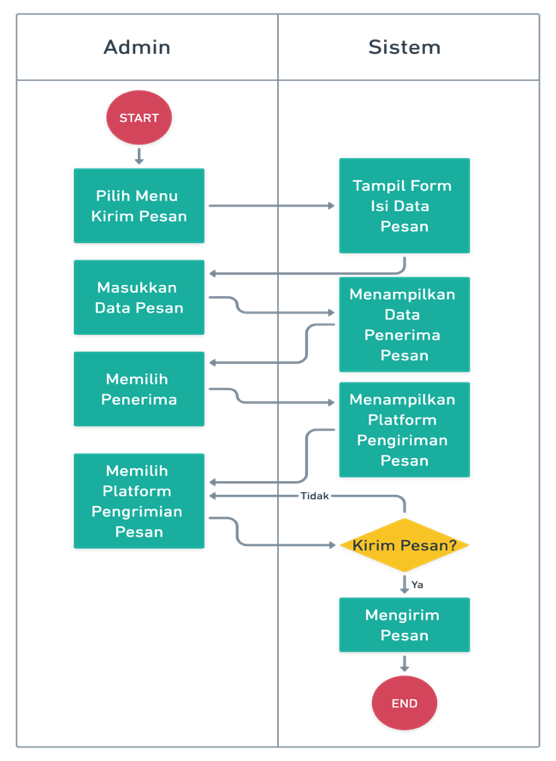 Admin
Sistem
START
Pilih Menu
Kirim Pesan
Tampil Form
Isi Data
Pesan
Masukkan
Data Pesan
Menampilkan
Data
Penerima
Pesan
Memilih
Penerima
Menampilkan
Platform
Pengiriman
Pesan
Memilih
Platform
Pengrimian
Pesan
Tidak
Kirim Pesan?
Ya
Mengirim
Pesan
END